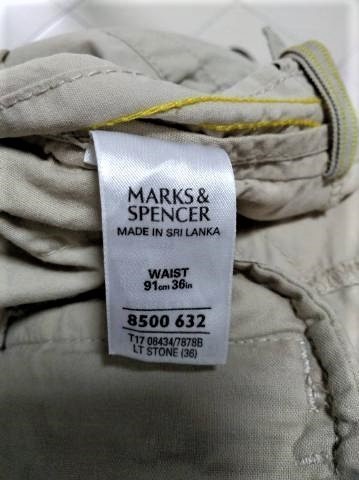 MARKS &
SPENCER
MADE IN SRI LANKA
WAIST
91cm 36in
8500 632
T17 08434/7878B
LT STONE (36)